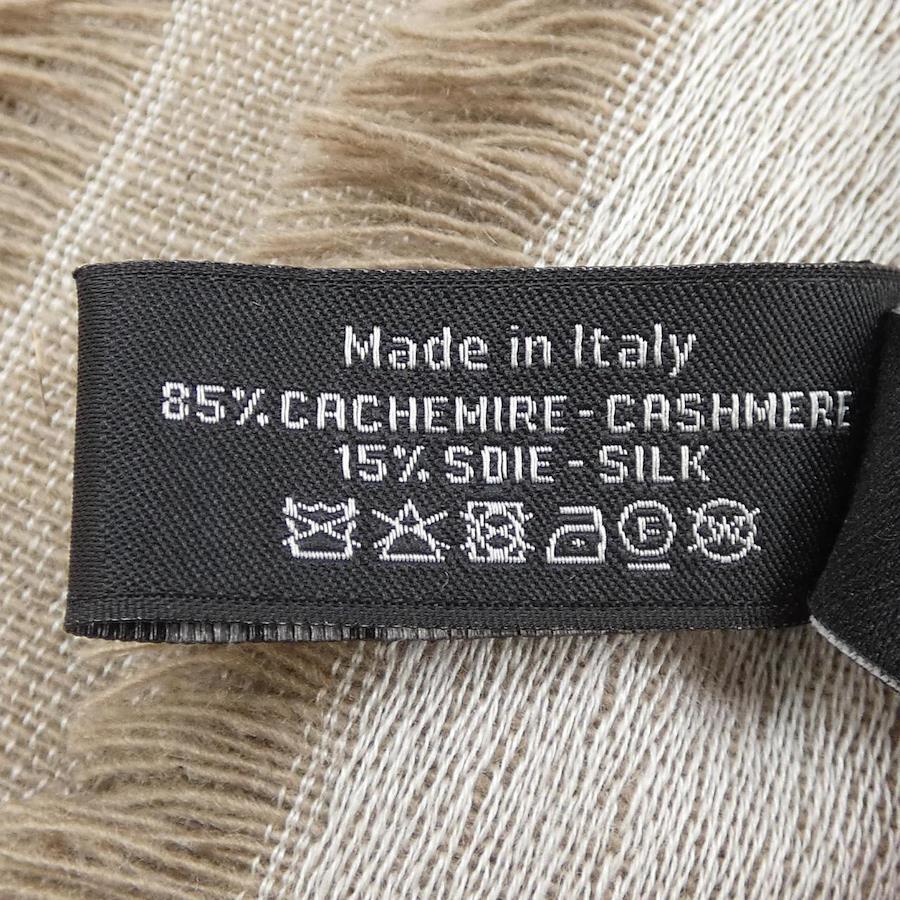 Made in Italy
85% CACHEMIRE - CASHMERE
15% SOIE - SILK
F W